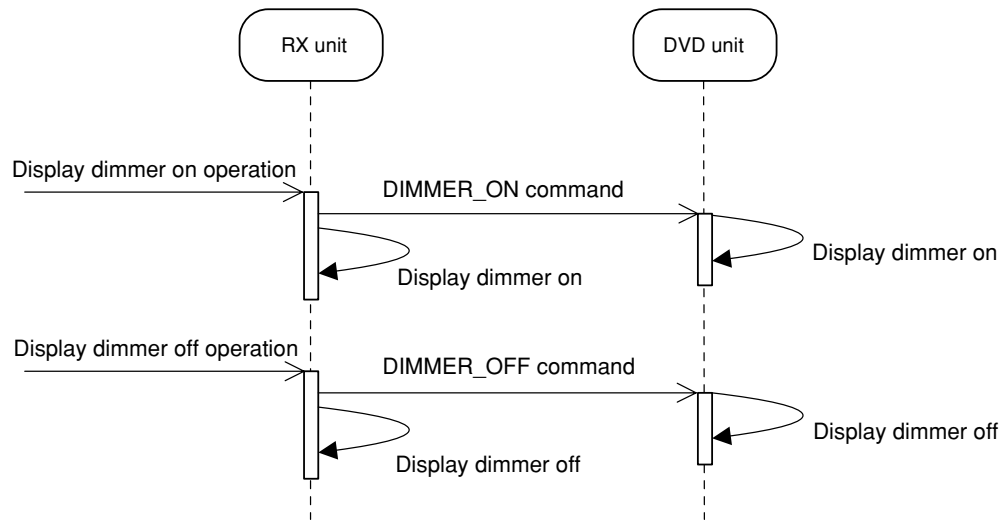 RX unit
DVD unit
Display dimmer on operation
DIMMER_ON command
Display dimmer on
Display dimmer on
Display dimmer off operation
DIMMER_OFF command
Display dimmer off
Display dimmer off